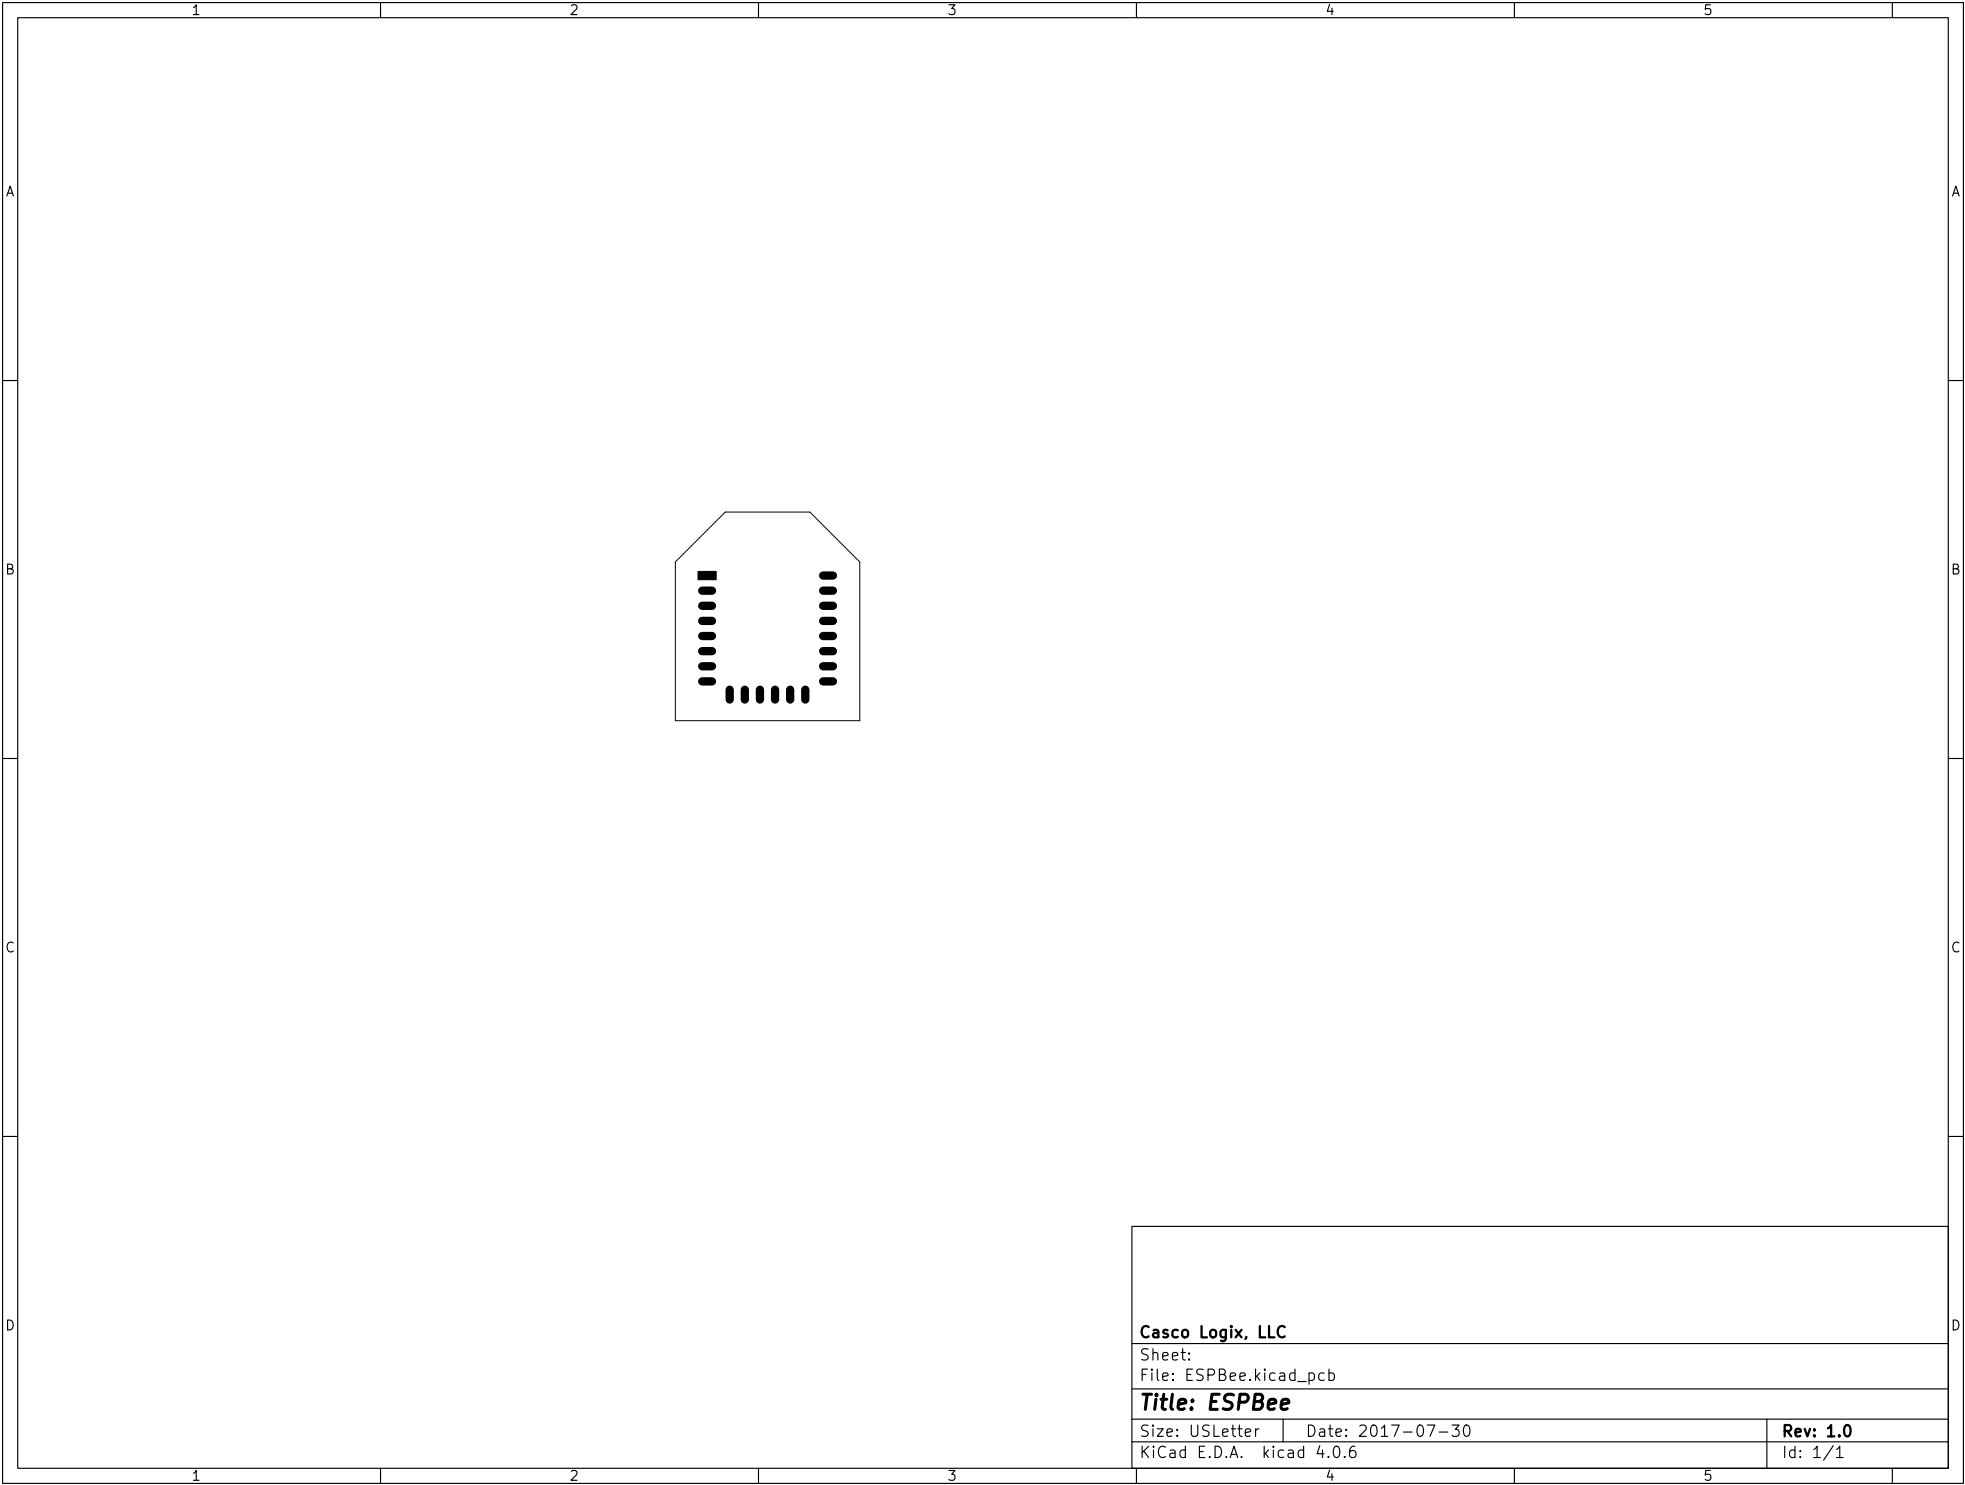 1 2 3 4 5
A A
B B
C C
D D
Casco Logix, LLC
Sheet:
File: ESPBee.kicad_pcb
Title: ESPBee
Size: USLetter Date: 2017-07-30 Rev: 1.0
KiCad E.D.A. kicad 4.0.6 Id: 1/1
1 2 3 4 5